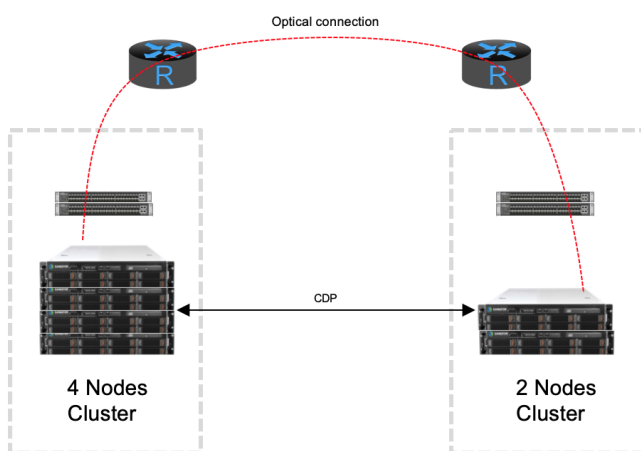 Optical connection
R
R
CDP
4 Nodes
Cluster
2 Nodes
Cluster